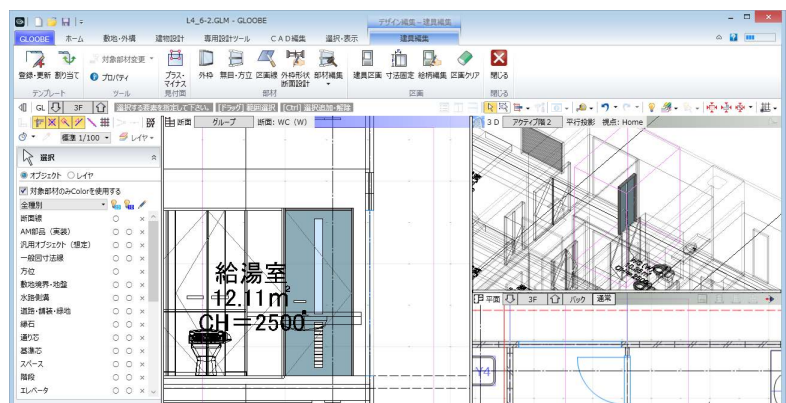 L4_6-2.GLM - GLOOBE
デザイン編集 - 建具編集
GLOOBE ホーム 敷地・外構 建物設計 専用設計ツール CAD編集 選択・表示 建具編集
登録・更新 割り当て 対象部材変更 プロパティ プラス・マイナス 外枠 無目・方立 区画線 外枠形状断面設計 部材編集 建具区画 寸法固定 絵柄編集 区画クリア 閉じる
テンプレート ツール 見付面 部材 区画 閉じる
GL 3F 選択する要素を指定して下さい。 [ドラッグ] 範囲選択 [Ctrl] 選択追加・解除
断面 グループ 断面: WC (W)
3D アクティブ階2 平行投影 視点: Home
標準 1/100 レイヤ
選択
オブジェクト レイヤ
対象部材のみColorを使用する
全種別
断面線
AM部品（実装）
汎用オブジェクト（想定）
一般図寸法線
方位
敷地境界・地盤
水路側溝
道路・舗装・緑地
縁石
通り芯
基準芯
スペース
階段
エレベータ
給湯室
12.11m²
CH=2500
平面 3F バック 通常
Y4